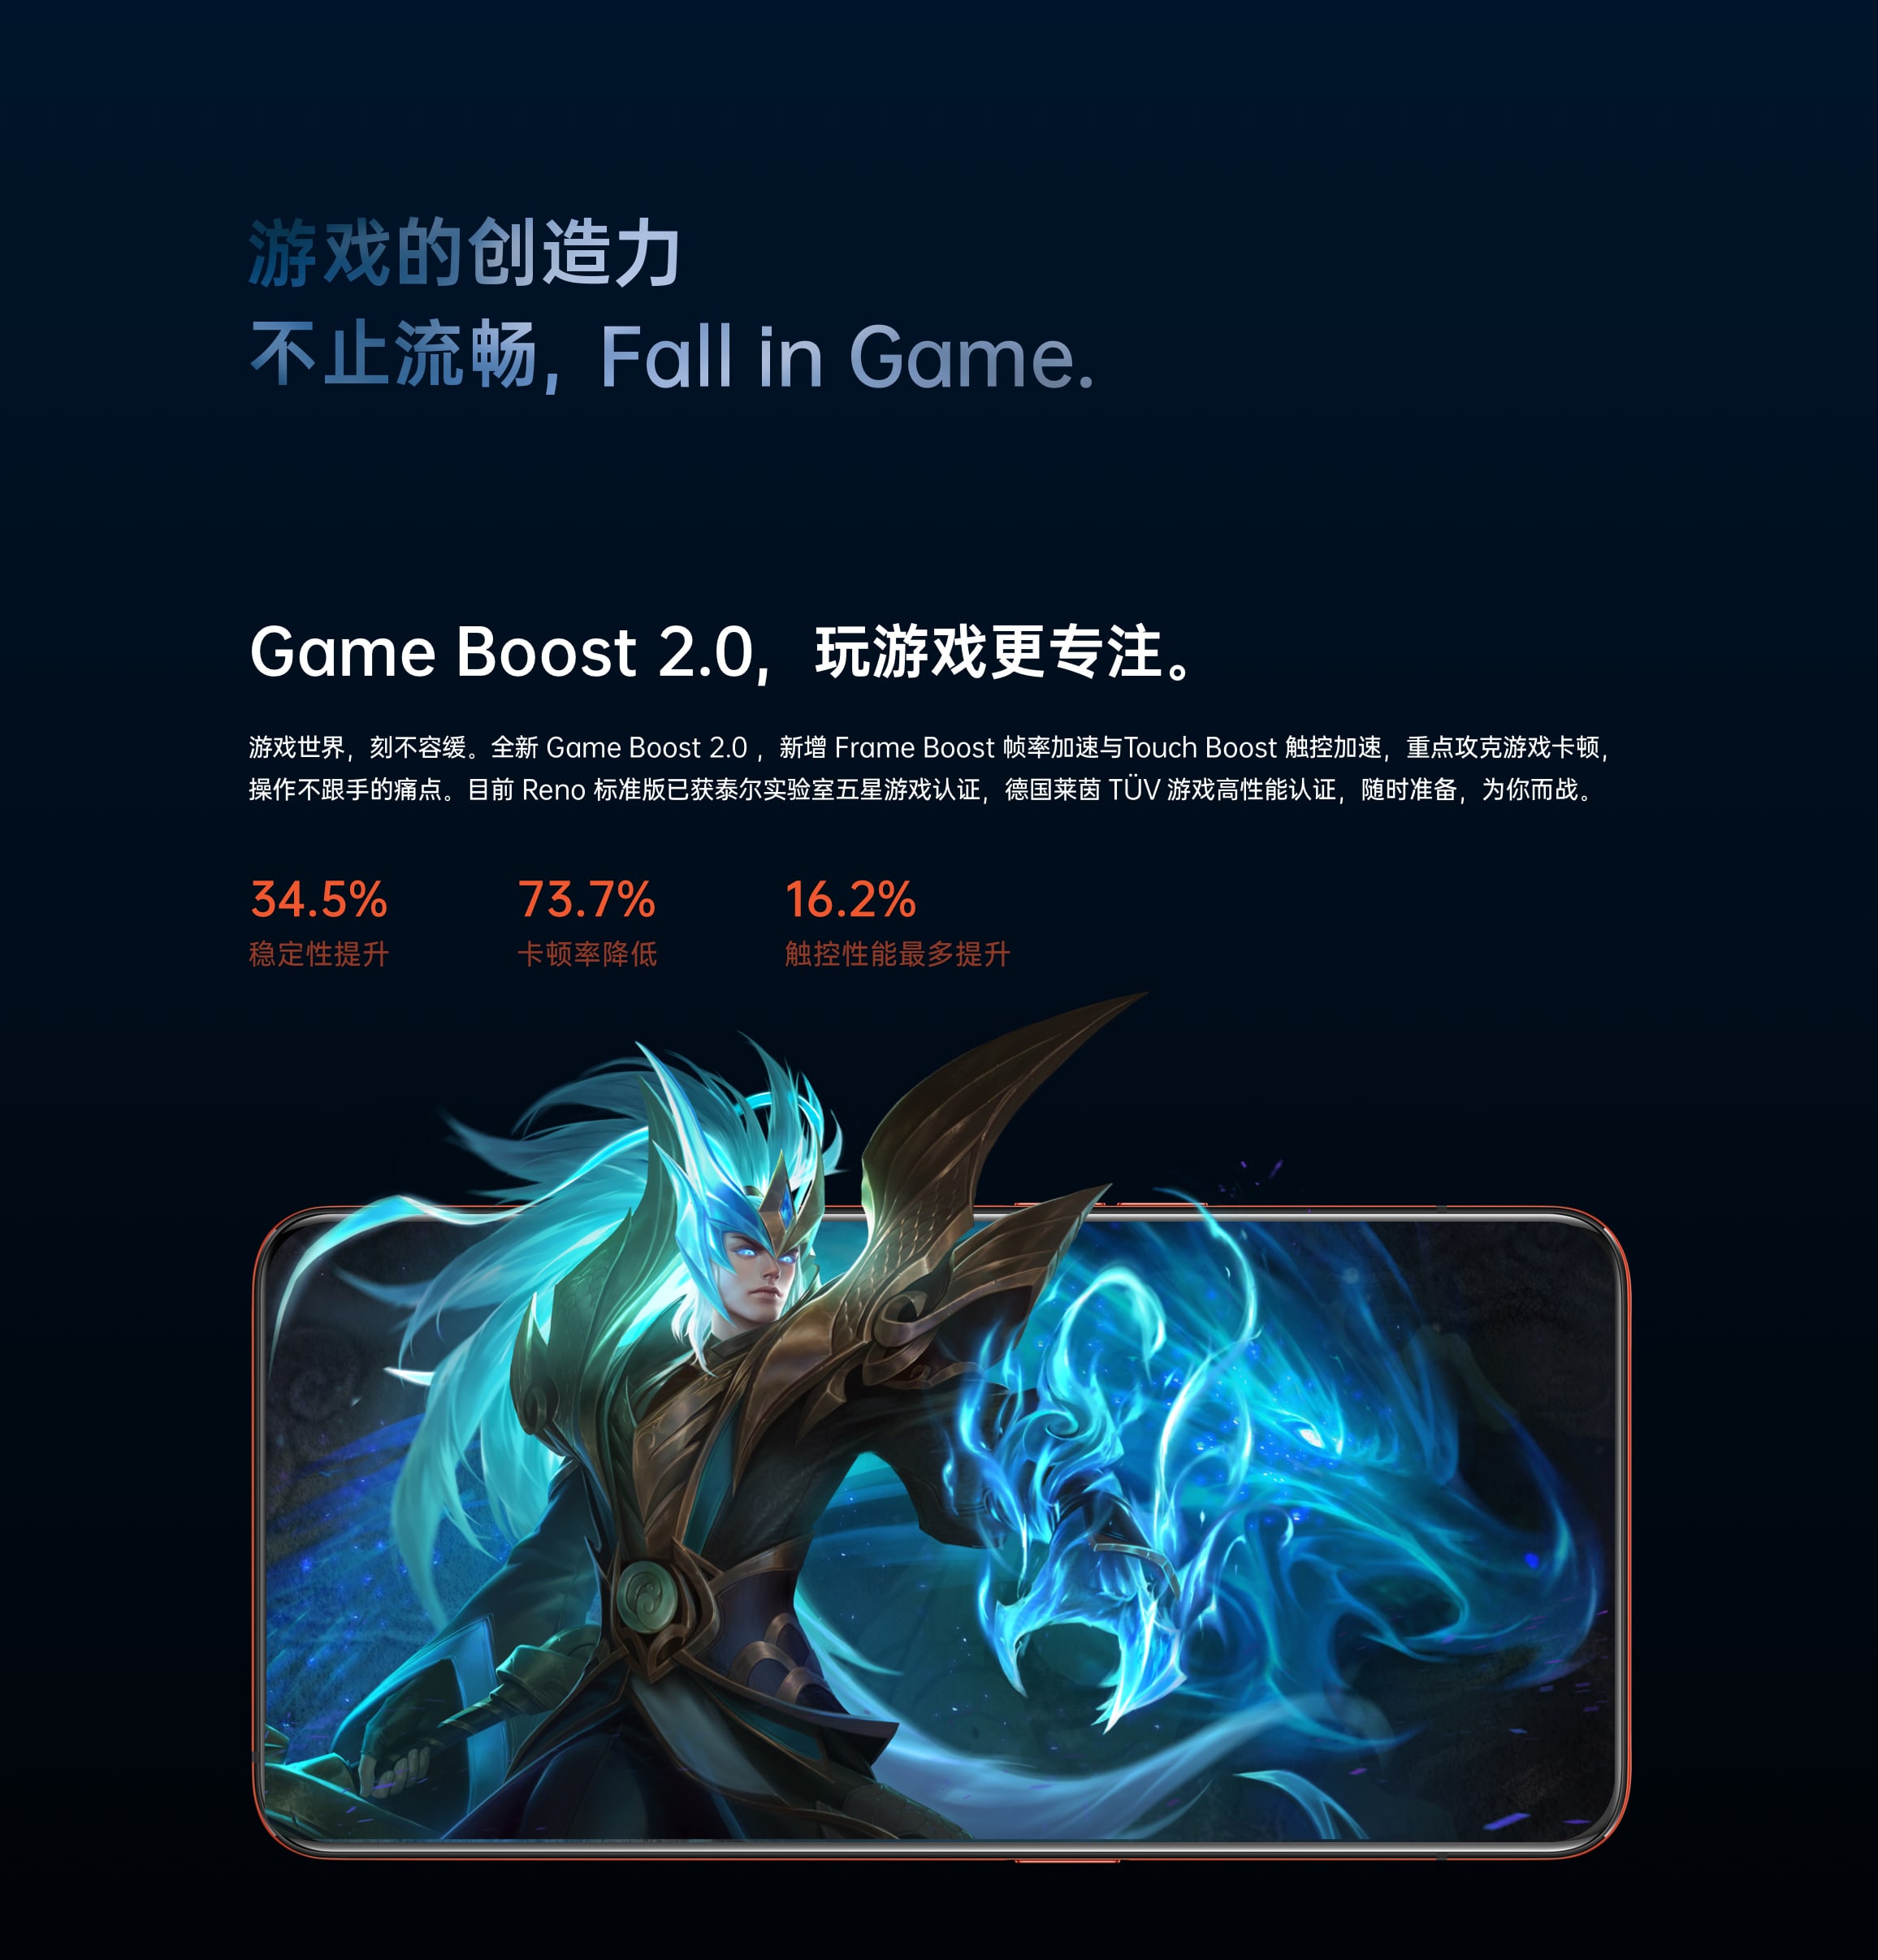 游戏的创造力
不止流畅，Fall in Game.
Game Boost 2.0，玩游戏更专注。
游戏世界，刻不容缓。全新 Game Boost 2.0 ，新增 Frame Boost 帧率加速与Touch Boost 触控加速，重点攻克游戏卡顿，
操作不跟手的痛点。目前 Reno 标准版已获泰尔实验室五星游戏认证，德国莱茵 TÜV 游戏高性能认证，随时准备，为你而战。
34.5%
稳定性提升
73.7%
卡顿率降低
16.2%
触控性能最多提升